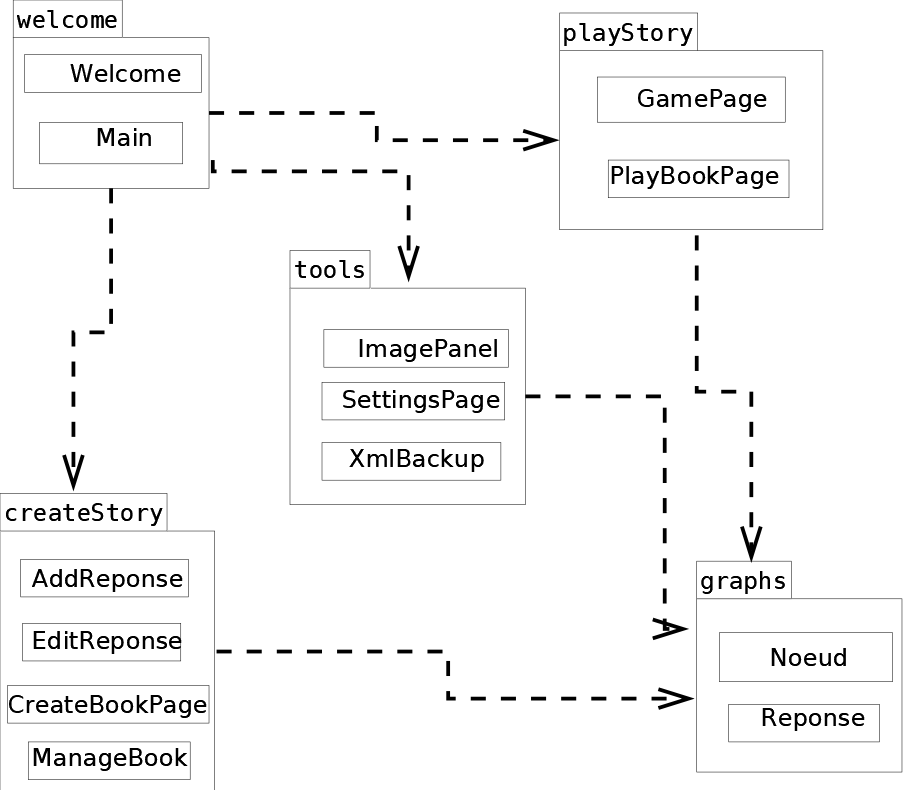 welcome
Welcome
Main
playStory
GamePage
PlayBookPage
tools
ImagePanel
SettingsPage
XmlBackup
createStory
AddReponse
EditReponse
CreateBookPage
ManageBook
graphs
Noeud
Reponse